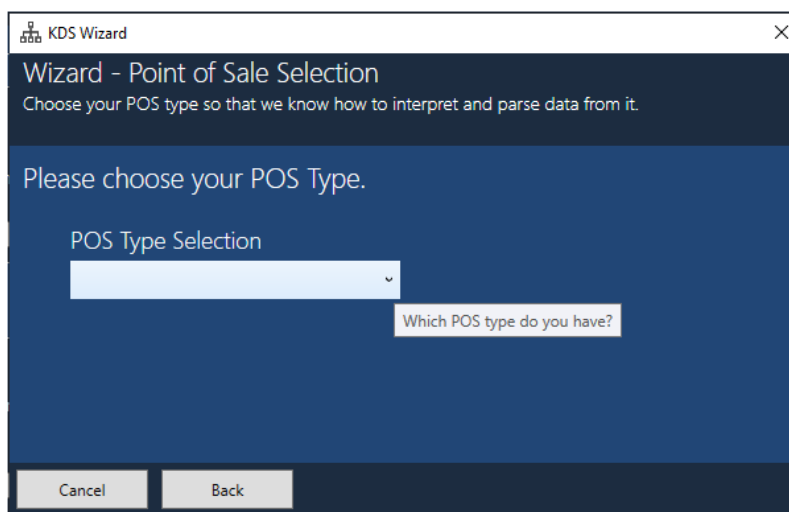 KDS Wizard
Wizard - Point of Sale Selection
Choose your POS type so that we know how to interpret and parse data from it.
Please choose your POS Type.
POS Type Selection
Which POS type do you have?
Cancel
Back